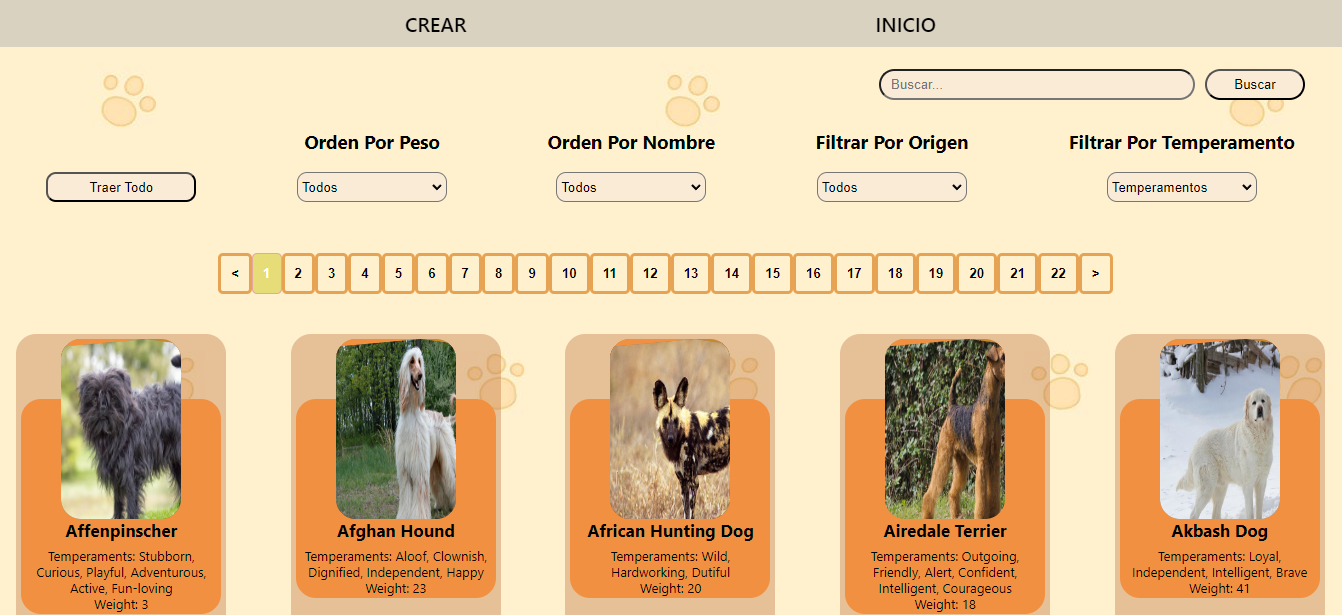 CREAR INICIO
Buscar... Buscar
Orden Por Peso Orden Por Nombre Filtrar Por Origen Filtrar Por Temperamento
Traer Todo Todos Todos Todos Temperamentos
< 1 2 3 4 5 6 7 8 9 10 11 12 13 14 15 16 17 18 19 20 21 22 >
Affenpinscher
Temperaments: Stubborn,
Curious, Playful, Adventurous,
Active, Fun-loving
Weight: 3
Afghan Hound
Temperaments: Aloof, Clownish,
Dignified, Independent, Happy
Weight: 23
African Hunting Dog
Temperaments: Wild,
Hardworking, Dutiful
Weight: 20
Airedale Terrier
Temperaments: Outgoing,
Friendly, Alert, Confident,
Intelligent, Courageous
Weight: 18
Akbash Dog
Temperaments: Loyal,
Independent, Intelligent, Brave
Weight: 41